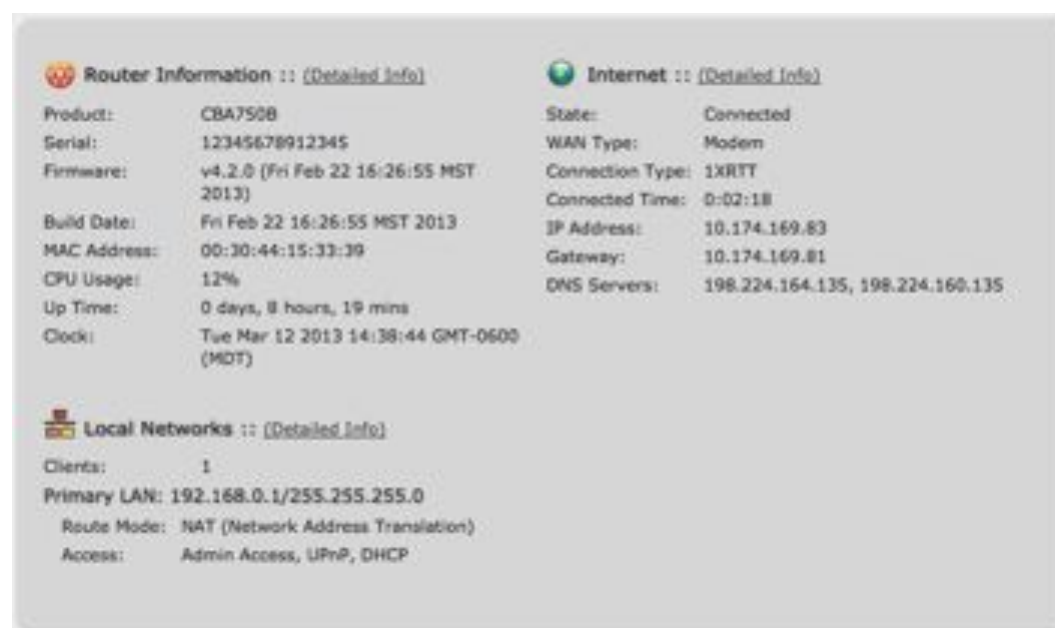 Router Information :: (Detailed Info)
Product: CBA750B
Serial: 12345678912345
Firmware: v4.2.0 (Fri Feb 22 16:26:55 MST
2013)
Build Date: Fri Feb 22 16:26:55 MST 2013
MAC Address: 00:30:44:15:33:39
CPU Usage: 12%
Up Time: 0 days, 8 hours, 19 mins
Clock: Tue Mar 12 2013 14:38:44 GMT-0600
(MDT)
Internet :: (Detailed Info)
State: Connected
WAN Type: Modem
Connection Type: 1XRTT
Connected Time: 0:02:18
IP Address: 10.174.169.83
Gateway: 10.174.169.81
DNS Servers: 198.224.164.135, 198.224.160.135
Local Networks :: (Detailed Info)
Clients: 1
Primary LAN: 192.168.0.1/255.255.255.0
Route Mode: NAT (Network Address Translation)
Access: Admin Access, UPnP, DHCP